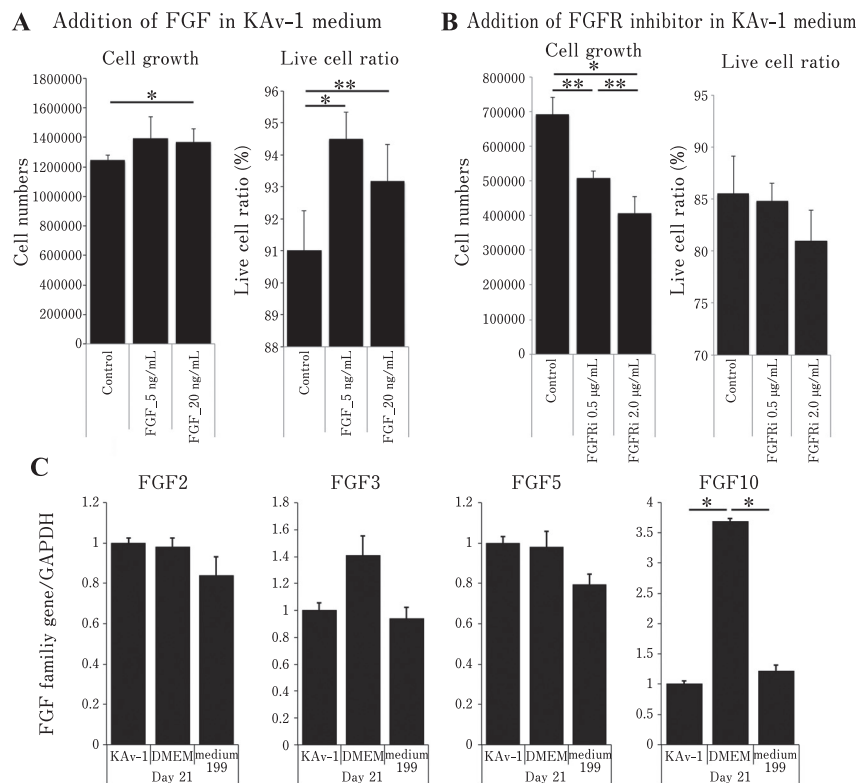 A Addition of FGF in KAv-1 medium
Cell growth
*
Cell numbers
1800000
1600000
1400000
1200000
1000000
800000
600000
400000
200000
0
Control
FGF_5 ng/mL
FGF_20 ng/mL
Live cell ratio
**
*
Live cell ratio (%)
96
95
94
93
92
91
90
89
88
Control
FGF_5 ng/mL
FGF_20 ng/mL
B Addition of FGFR inhibitor in KAv-1 medium
Cell growth
*
** **
Cell numbers
800000
700000
600000
500000
400000
300000
200000
100000
0
Control
FGFRi 0.5 μg/mL
FGFRi 2.0 μg/mL
Live cell ratio
Live cell ratio (%)
95
90
85
80
75
70
Control
FGFRi 0.5 μg/mL
FGFRi 2.0 μg/mL
C
FGF familiy gene/GAPDH
FGF2
1.2
1
0.8
0.6
0.4
0.2
0
KAv-1 DMEM medium
199
Day 21
FGF3
1.8
1.6
1.4
1.2
1
0.8
0.6
0.4
0.2
0
KAv-1 DMEM medium
199
Day 21
FGF5
1.2
1
0.8
0.6
0.4
0.2
0
KAv-1 DMEM medium
199
Day 21
FGF10
* *
4
3.5
3
2.5
2
1.5
1
0.5
0
KAv-1 DMEM medium
199
Day 21